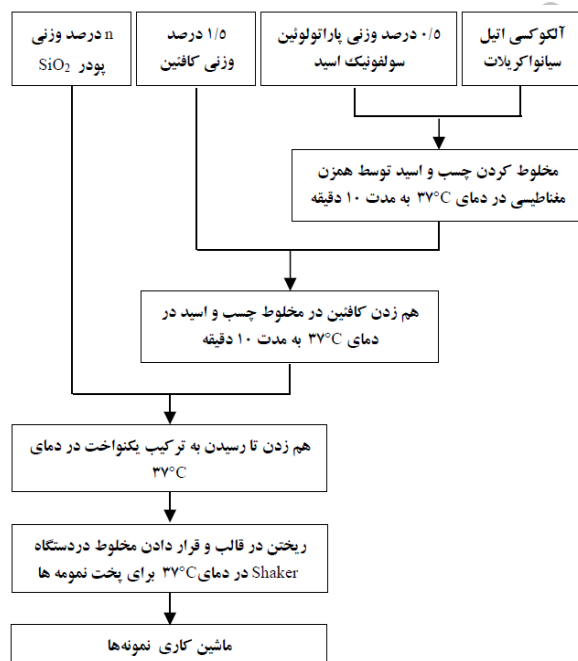 آلکوکسی اتیل
سیانواکریلات
۰/۵ درصد وزنی پاراتولوئین
سولفونیک اسید
۱/۵ درصد
وزنی کافئین
n درصد وزنی
پودر SiO₂
مخلوط کردن چسب و اسید توسط همزن
مغناطیسی در دمای ۳۷°C به مدت ۱۰ دقیقه
هم زدن کافئین در مخلوط چسب و اسید در
دمای ۳۷°C به مدت ۱۰ دقیقه
هم زدن تا رسیدن به ترکیب یکنواخت در دمای
۳۷°C
ریختن در قالب و قرار دادن مخلوط دردستگاه
Shaker در دمای۳۷°C برای پخت نمومه ها
ماشین کاری نمونه‌ها